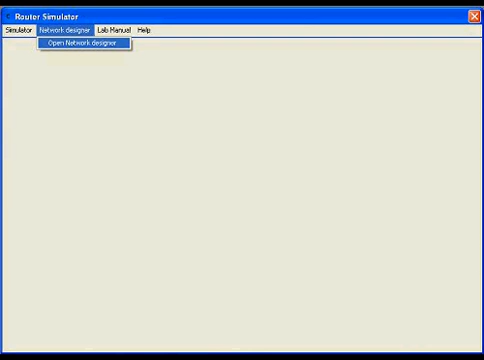 Router Simulator
Simulator Network designer Lab Manual Help
Open Network designer